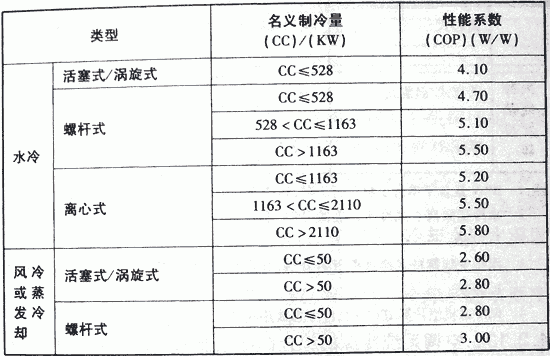 类型 名义制冷量 (CC)/(KW) 性能系数 (COP)(W/W)
水冷 活塞式/涡旋式 CC≤528 4.10
螺杆式 CC≤528 4.70
528<CC≤1163 5.10
CC>1163 5.50
离心式 CC≤1163 5.20
1163<CC≤2110 5.50
CC>2110 5.80
风冷或蒸发冷却 活塞式/涡旋式 CC≤50 2.60
CC>50 2.80
螺杆式 CC≤50 2.80
CC>50 3.00